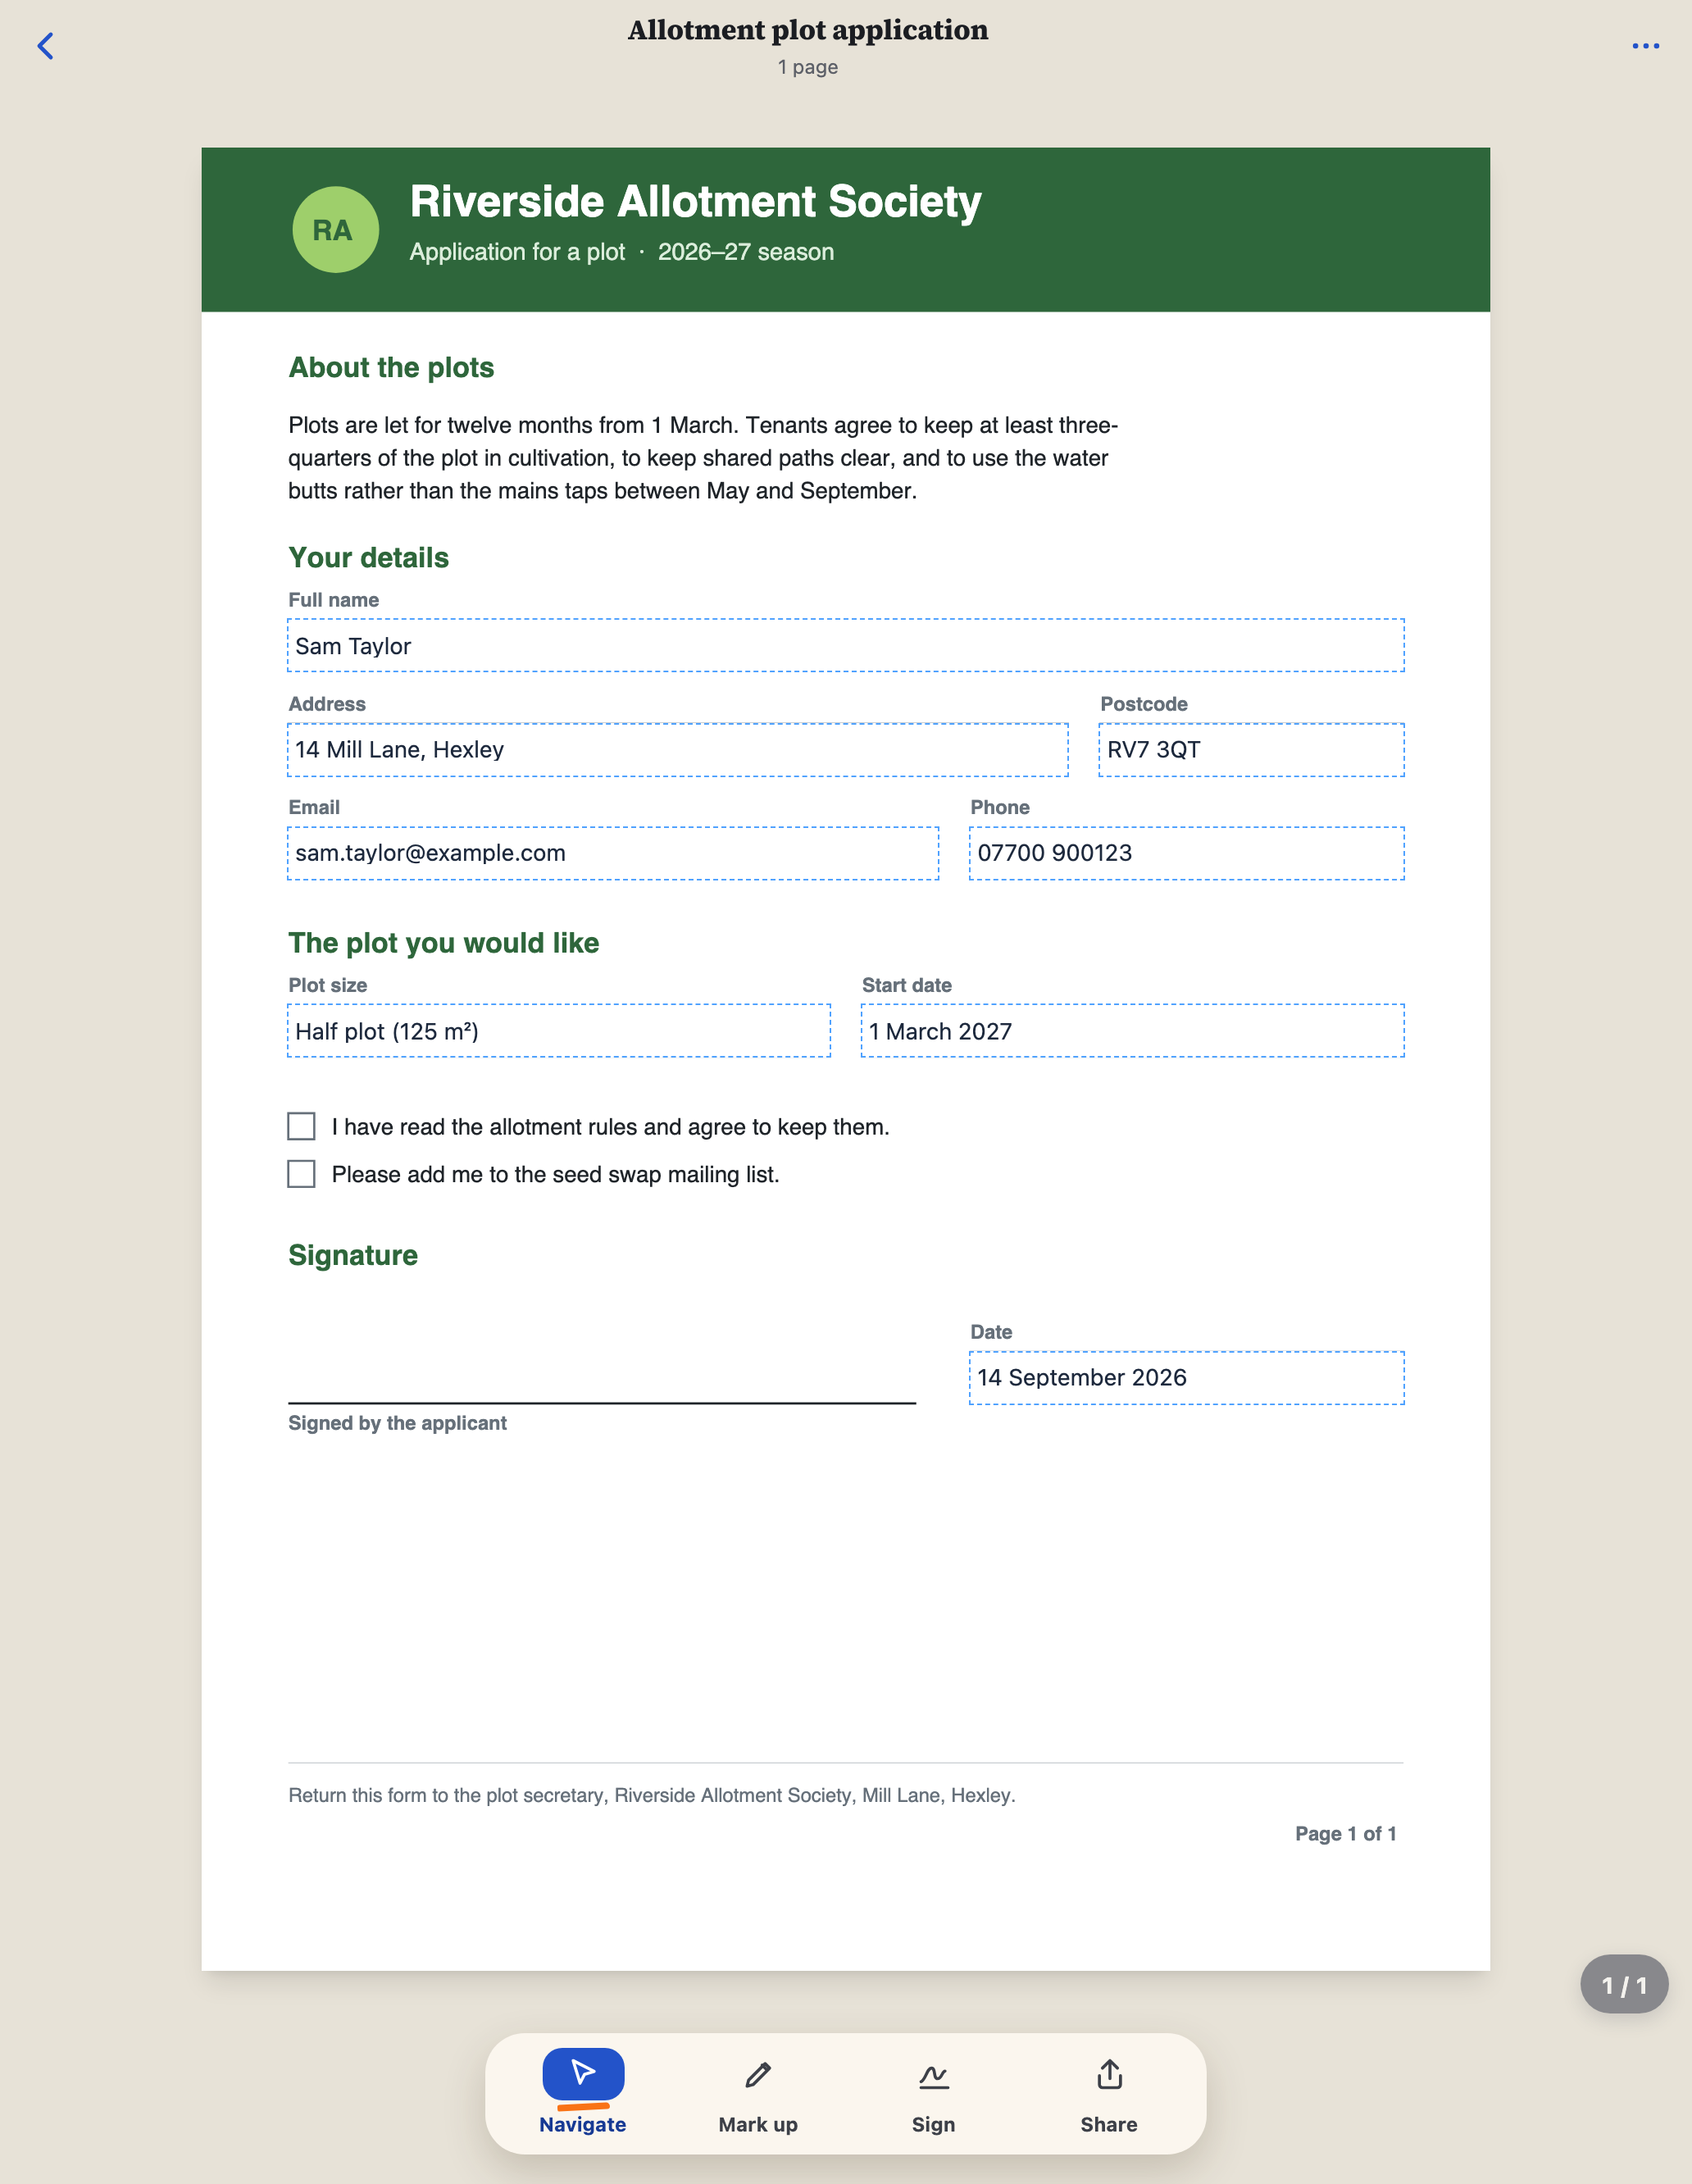 Allotment plot application
1 page
RA
Riverside Allotment Society
Application for a plot · 2026–27 season
About the plots
Plots are let for twelve months from 1 March. Tenants agree to keep at least three-
quarters of the plot in cultivation, to keep shared paths clear, and to use the water
butts rather than the mains taps between May and September.
Your details
Full name
Sam Taylor
Address Postcode
14 Mill Lane, Hexley RV7 3QT
Email Phone
sam.taylor@example.com 07700 900123
The plot you would like
Plot size Start date
Half plot (125 m²) 1 March 2027
I have read the allotment rules and agree to keep them.
Please add me to the seed swap mailing list.
Signature
Date
14 September 2026
Signed by the applicant
Return this form to the plot secretary, Riverside Allotment Society, Mill Lane, Hexley.
Page 1 of 1
1 / 1
Navigate Mark up Sign Share